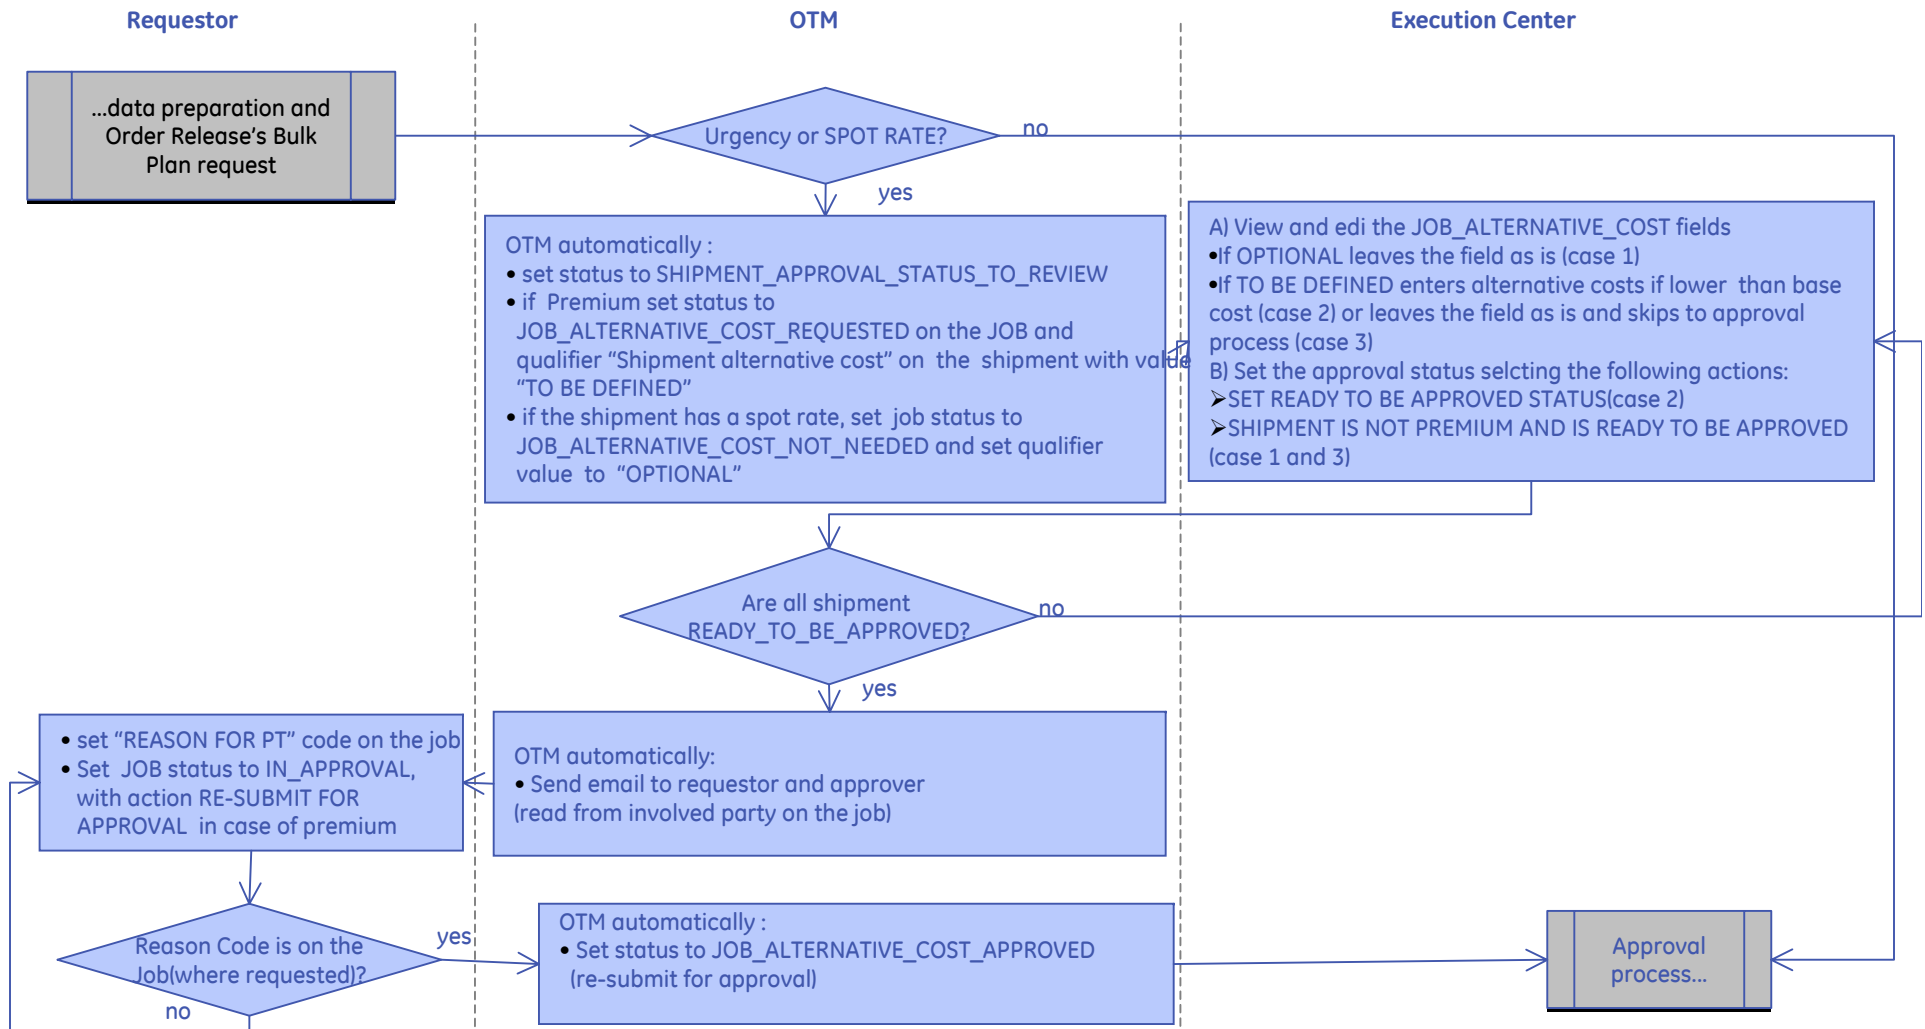 Requestor
OTM
Execution Center
...data preparation and
Order Release's Bulk
Plan request
Urgency or SPOT RATE?
no
yes
OTM automatically :
• set status to SHIPMENT_APPROVAL_STATUS_TO_REVIEW
• if Premium set status to
JOB_ALTERNATIVE_COST_REQUESTED on the JOB and
qualifier “Shipment alternative cost” on the shipment with value
“TO BE DEFINED”
• if the shipment has a spot rate, set job status to
JOB_ALTERNATIVE_COST_NOT_NEEDED and set qualifier
value to “OPTIONAL”
A) View and edi the JOB_ALTERNATIVE_COST fields
•If OPTIONAL leaves the field as is (case 1)
•If TO BE DEFINED enters alternative costs if lower than base
cost (case 2) or leaves the field as is and skips to approval
process (case 3)
B) Set the approval status selcting the following actions:
➢SET READY TO BE APPROVED STATUS(case 2)
➢SHIPMENT IS NOT PREMIUM AND IS READY TO BE APPROVED
(case 1 and 3)
Are all shipment
READY_TO_BE_APPROVED?
no
yes
• set “REASON FOR PT” code on the job
• Set JOB status to IN_APPROVAL,
with action RE-SUBMIT FOR
APPROVAL in case of premium
OTM automatically:
• Send email to requestor and approver
(read from involved party on the job)
Reason Code is on the
Job(where requested)?
yes
no
OTM automatically :
• Set status to JOB_ALTERNATIVE_COST_APPROVED
(re-submit for approval)
Approval
process...